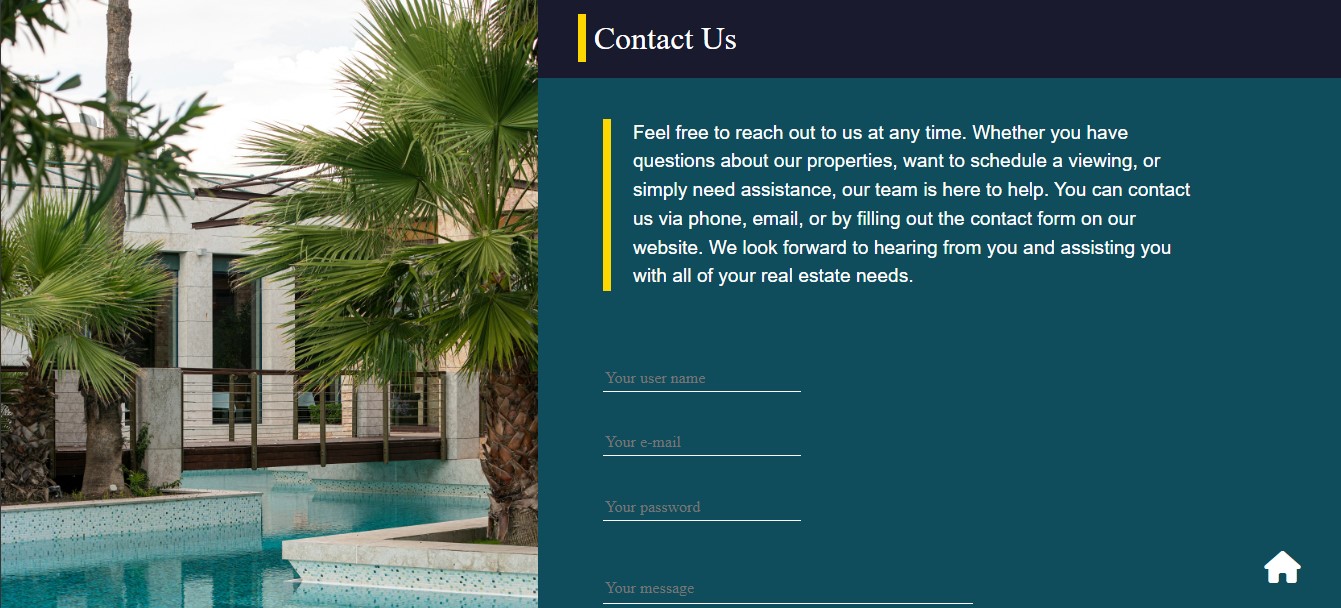 Contact Us
Feel free to reach out to us at any time. Whether you have
questions about our properties, want to schedule a viewing, or
simply need assistance, our team is here to help. You can contact
us via phone, email, or by filling out the contact form on our
website. We look forward to hearing from you and assisting you
with all of your real estate needs.
Your user name
Your e-mail
Your password
Your message